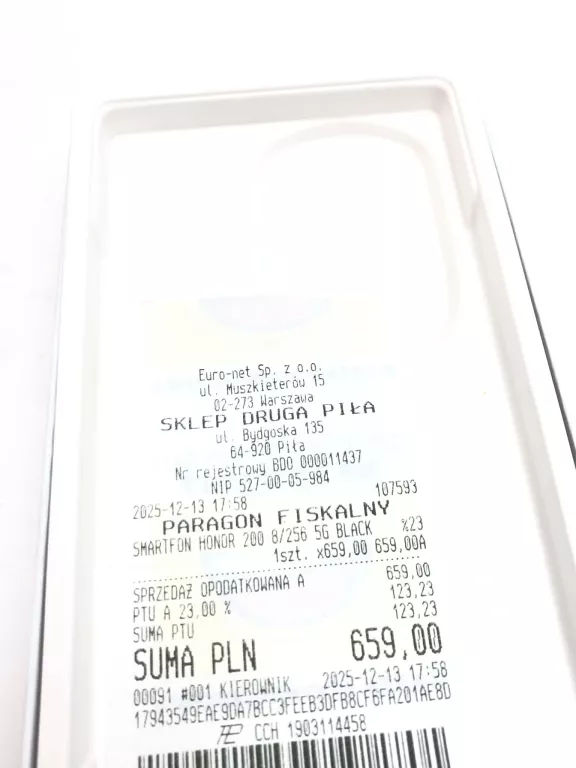 Euro-net Sp. z o.o.
ul. Muszkieterów 15
02-273 Warszawa
SKLEP DRUGA PIŁA
ul. Bydgoska 135
64-920 Piła
Nr rejestrowy BDO 000011437
NIP 527-00-05-984
2025-12-13 17:58 107593
PARAGON FISKALNY
SMARTFON HONOR 200 8/256 5G BLACK %23
1szt. x659,00 659,00A
SPRZEDAŻ OPODATKOWANA A 659,00
PTU A 23,00 % 123,23
SUMA PTU 123,23
SUMA PLN 659,00
00091 #001 KIEROWNIK 2025-12-13 17:58
17943549EAE9DA7BCC3FEEB3DFB8CF6FA201AE8D
CCH 1903114458